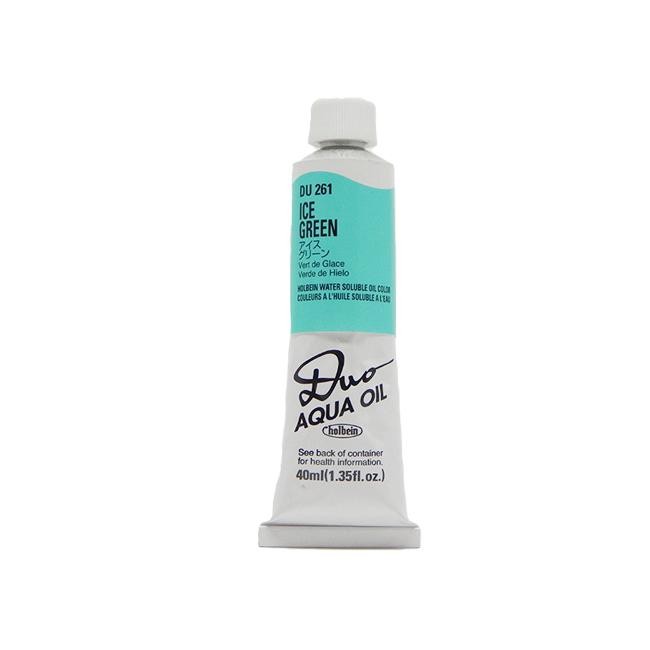 DU 261
ICE
GREEN
アイス
グリーン
Vert de Glace
Verde de Hielo
HOLBEIN WATER SOLUBLE OIL COLOR
COULEURS A L'HUILE SOLUBLE A L'EAU
Duo
AQUA OIL
holbein
See back of container
for health information.
40ml(1.35fl.oz.)